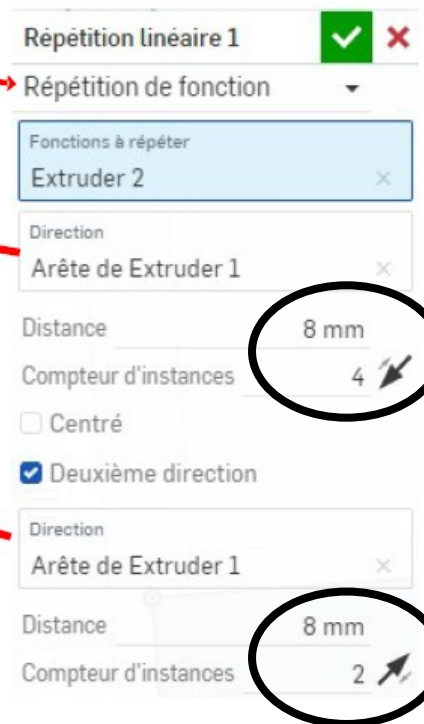 Répétition linéaire 1
Répétition de fonction
Fonctions à répéter
Extruder 2
Direction
Arête de Extruder 1
Distance 8 mm
Compteur d'instances 4
Centré
Deuxième direction
Direction
Arête de Extruder 1
Distance 8 mm
Compteur d'instances 2